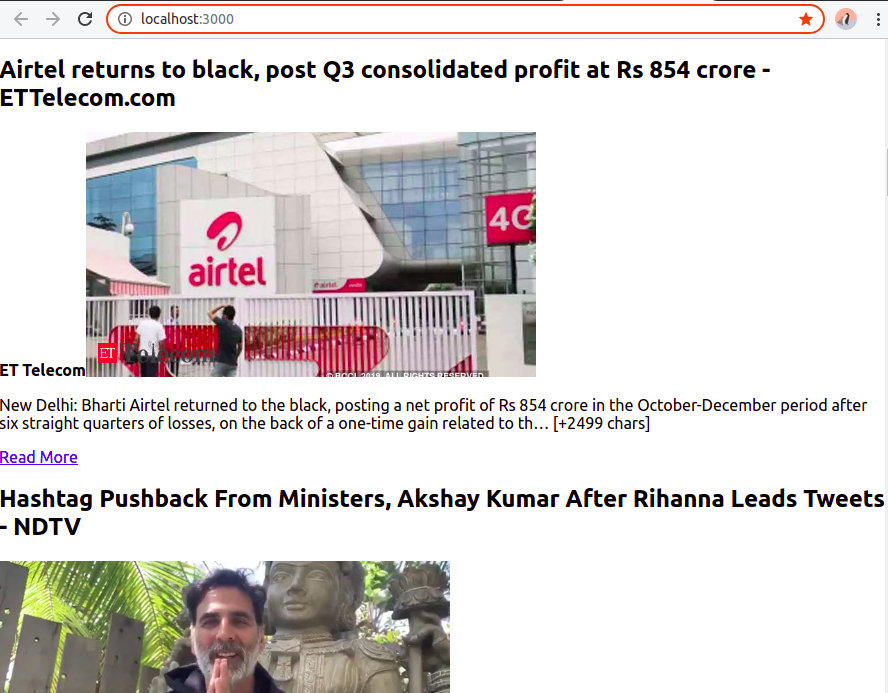 localhost:3000
Airtel returns to black, post Q3 consolidated profit at Rs 854 crore -
ETTelecom.com
4G
airtel
airtel
ET Telecom
© BCCL 2019. ALL RIGHTS RESERVED.
ET Telecom
New Delhi: Bharti Airtel returned to the black, posting a net profit of Rs 854 crore in the October-December period after
six straight quarters of losses, on the back of a one-time gain related to th… [+2499 chars]
Read More
Hashtag Pushback From Ministers, Akshay Kumar After Rihanna Leads Tweets
- NDTV